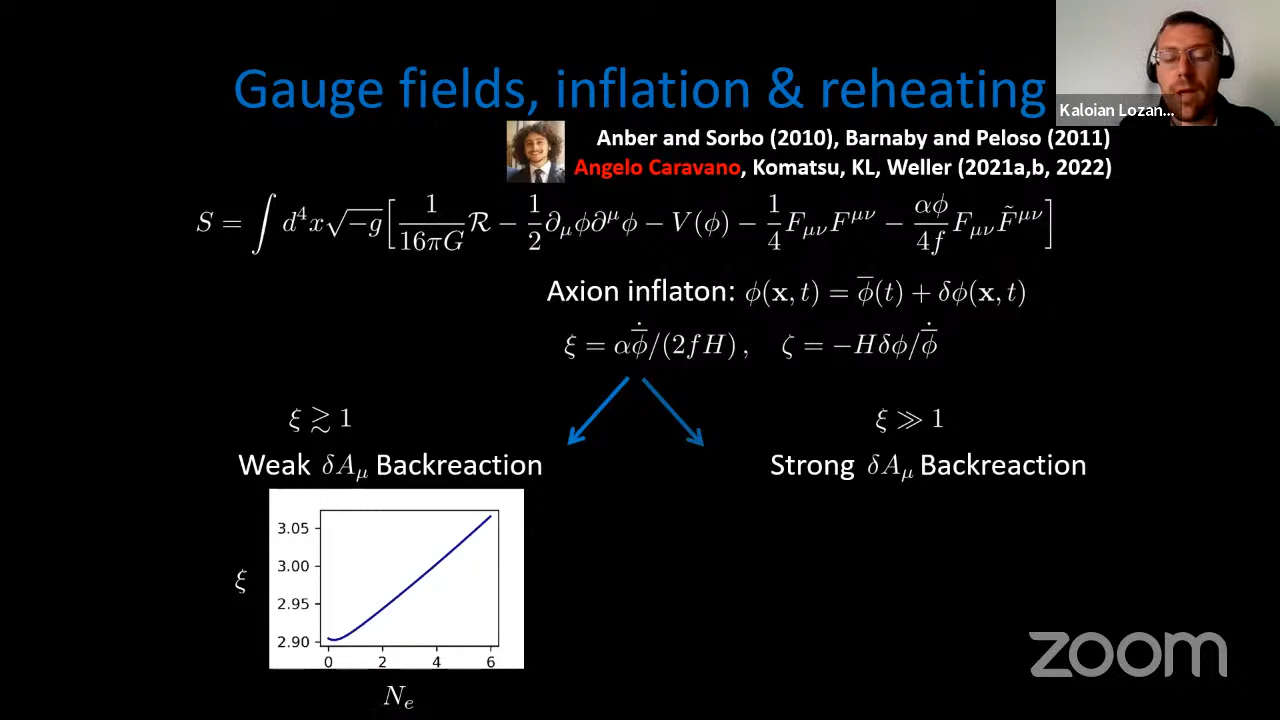 Gauge fields, inflation & reheating
Kaloian Lozan...
Anber and Sorbo (2010), Barnaby and Peloso (2011)
Angelo Caravano, Komatsu, KL, Weller (2021a,b, 2022)
S = ∫ d⁴x√−g[1/16πG ℛ − 1/2 ∂_μϕ∂^μϕ − V(ϕ) − 1/4 F_μν F^μν − αϕ/4f F_μν F̃^μν]
Axion inflaton: ϕ(x, t) = ϕ̅(t) + δϕ(x, t)
ξ = αϕ̅̇/(2fH) , ζ = −Hδϕ/ϕ̅̇
ξ ≳ 1
ξ ≫ 1
Weak δA_μ Backreaction
Strong δA_μ Backreaction
3.05
3.00
2.95
2.90
ξ
0 2 4 6
N_e
zoom